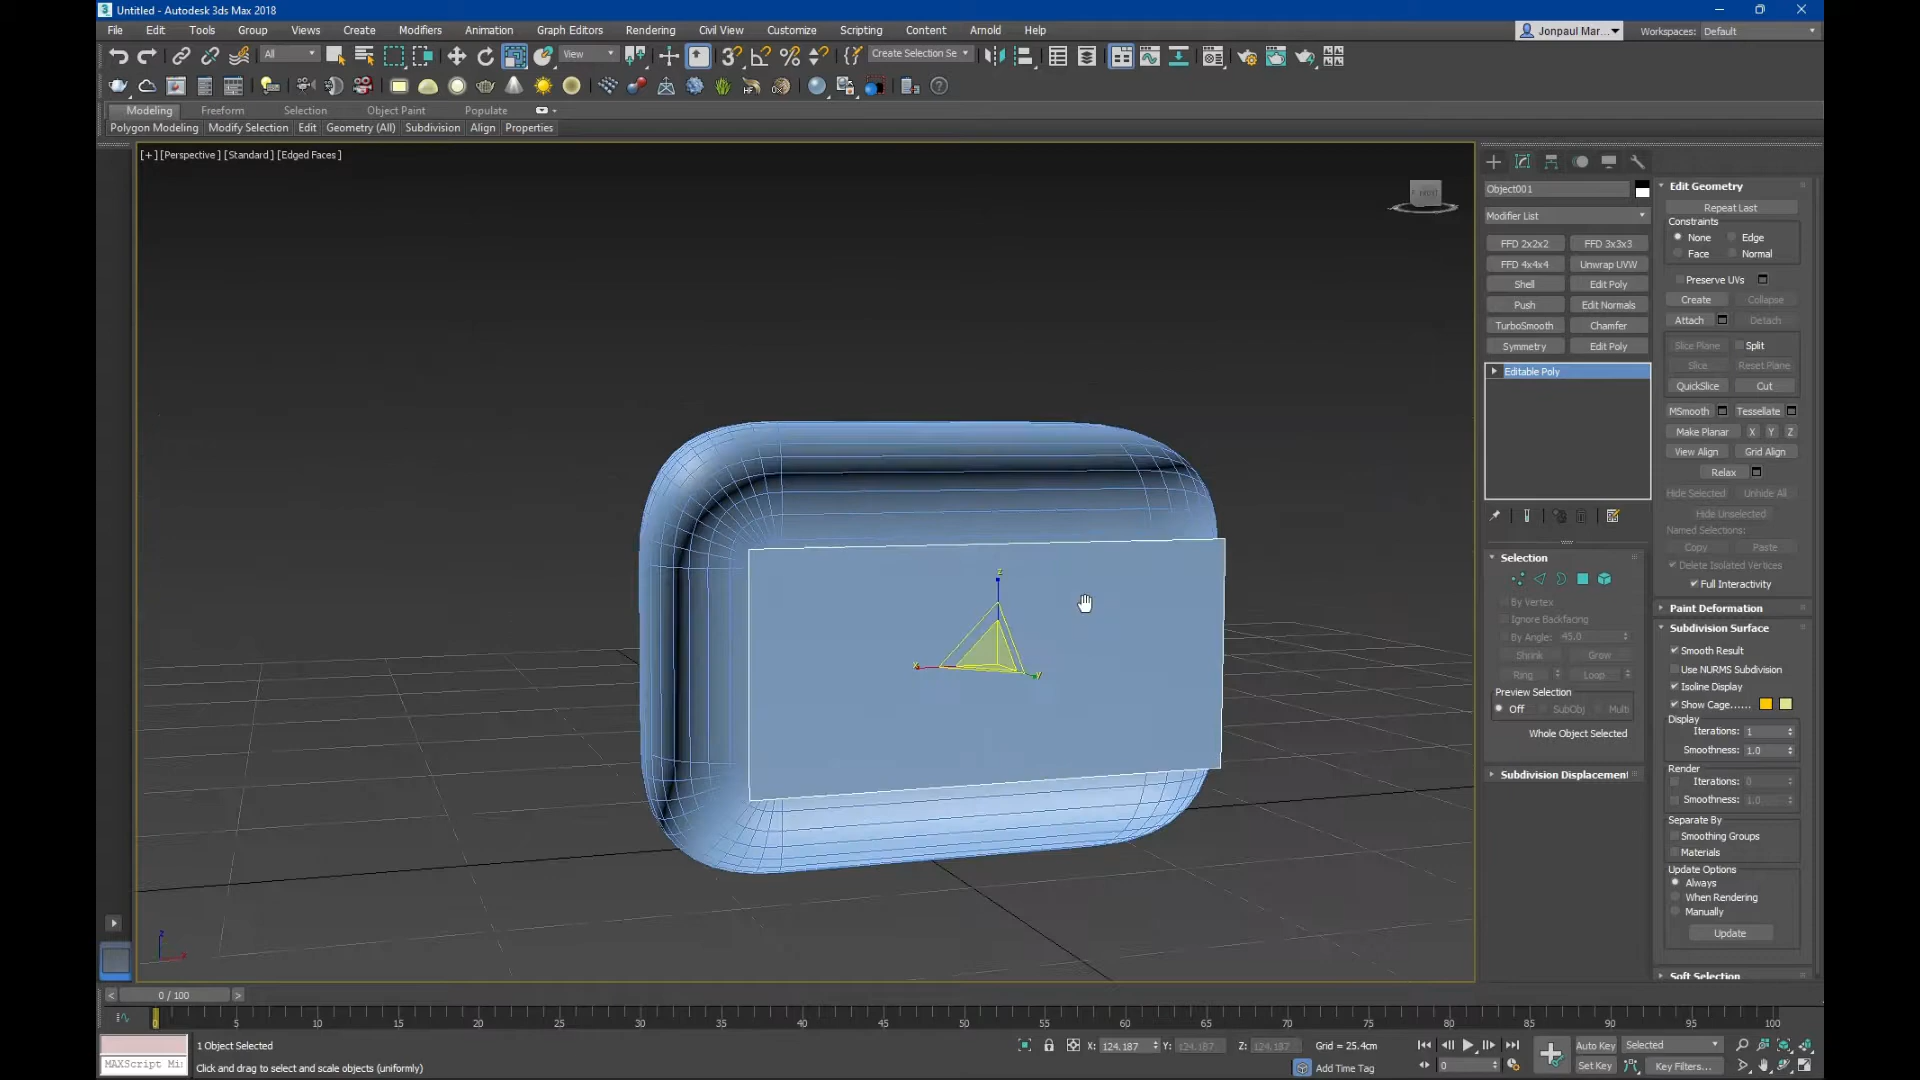 Untitled - Autodesk 3ds Max 2018
File Edit Tools Group Views Create Modifiers Animation Graph Editors Rendering Civil View Customize Scripting Content Arnold Help
Jonpaul Mar... Workspaces: Default
All View Create Selection Se
Modeling Freeform Selection Object Paint Populate
Polygon Modeling Modify Selection Edit Geometry (All) Subdivision Align Properties
[+] [Perspective] [Standard] [Edged Faces]
Object001
Modifier List
FFD 2x2x2 FFD 3x3x3
FFD 4x4x4 Unwrap UVW
Shell Edit Poly
Push Edit Normals
TurboSmooth Chamfer
Symmetry Edit Poly
Editable Poly
Selection
By Vertex
Ignore Backfacing
By Angle: 45.0
Shrink Grow
Ring Loop
Preview Selection
Off SubObj Multi
Whole Object Selected
Subdivision Displacement
Edit Geometry
Repeat Last
Constraints
None Edge
Face Normal
Preserve UVs
Create Collapse
Attach Detach
Slice Plane Split
Slice Reset Plane
QuickSlice Cut
MSmooth Tessellate
Make Planar X Y Z
View Align Grid Align
Relax
Hide Selected Unhide All
Hide Unselected
Named Selections:
Copy Paste
Delete Isolated Vertices
Full Interactivity
Paint Deformation
Subdivision Surface
Smooth Result
Use NURMS Subdivision
Isoline Display
Show Cage......
Display
Iterations: 1
Smoothness: 1.0
Render
Iterations: 0
Smoothness: 1.0
Separate By
Smoothing Groups
Materials
Update Options
Always
When Rendering
Manually
Update
Soft Selection
z
x
y
z
x
< 0 / 100 >
0 5 10 15 20 25 30 35 40 45 50 55 60 65 70 75 80 85 90 95 100
1 Object Selected X: 124.187 Y: 124.187 Z: 124.187 Grid = 25.4cm Auto Key Selected
MAXScript Mi: Click and drag to select and scale objects (uniformly) Add Time Tag 0 Set Key Key Filters...